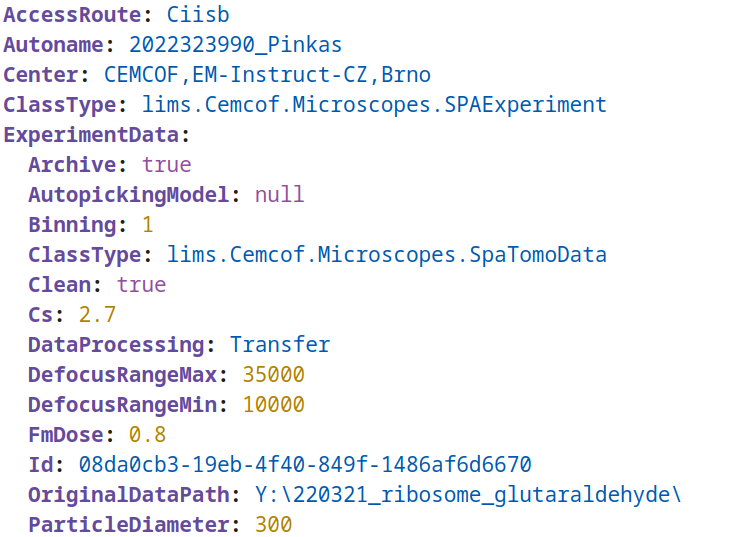 AccessRoute: Ciisb
Autoname: 2022323990_Pinkas
Center: CEMCOF,EM-Instruct-CZ,Brno
ClassType: lims.Cemcof.Microscopes.SPAExperiment
ExperimentData:
  Archive: true
  AutopickingModel: null
  Binning: 1
  ClassType: lims.Cemcof.Microscopes.SpaTomoData
  Clean: true
  Cs: 2.7
  DataProcessing: Transfer
  DefocusRangeMax: 35000
  DefocusRangeMin: 10000
  FmDose: 0.8
  Id: 08da0cb3-19eb-4f40-849f-1486af6d6670
  OriginalDataPath: Y:\220321_ribosome_glutaraldehyde\
  ParticleDiameter: 300